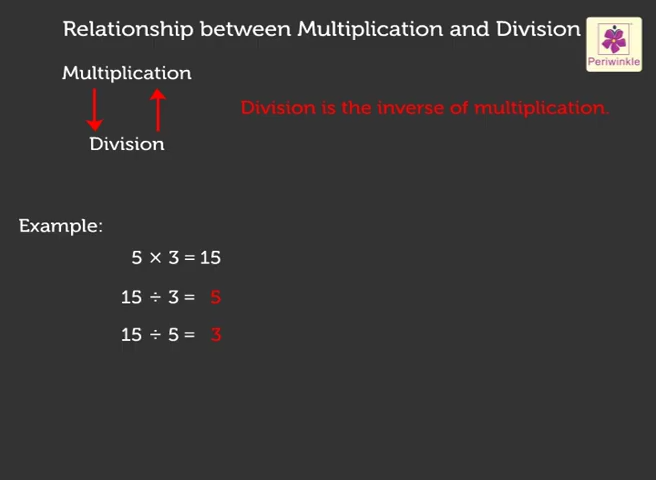 Relationship between Multiplication and Division
Periwinkle
Multiplication
Division is the inverse of multiplication.
Division
Example:
5 × 3 = 15
15 ÷ 3 = 5
15 ÷ 5 = 3